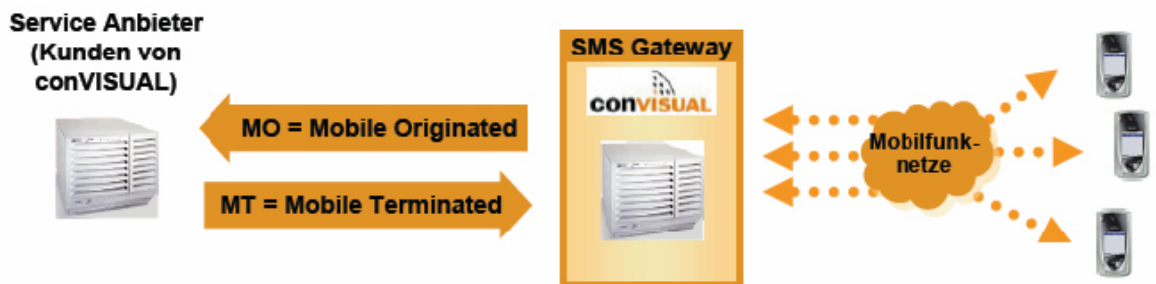 Service Anbieter
(Kunden von
conVISUAL)
SMS Gateway
conVISUAL
MO = Mobile Originated
MT = Mobile Terminated
Mobilfunk-
netze